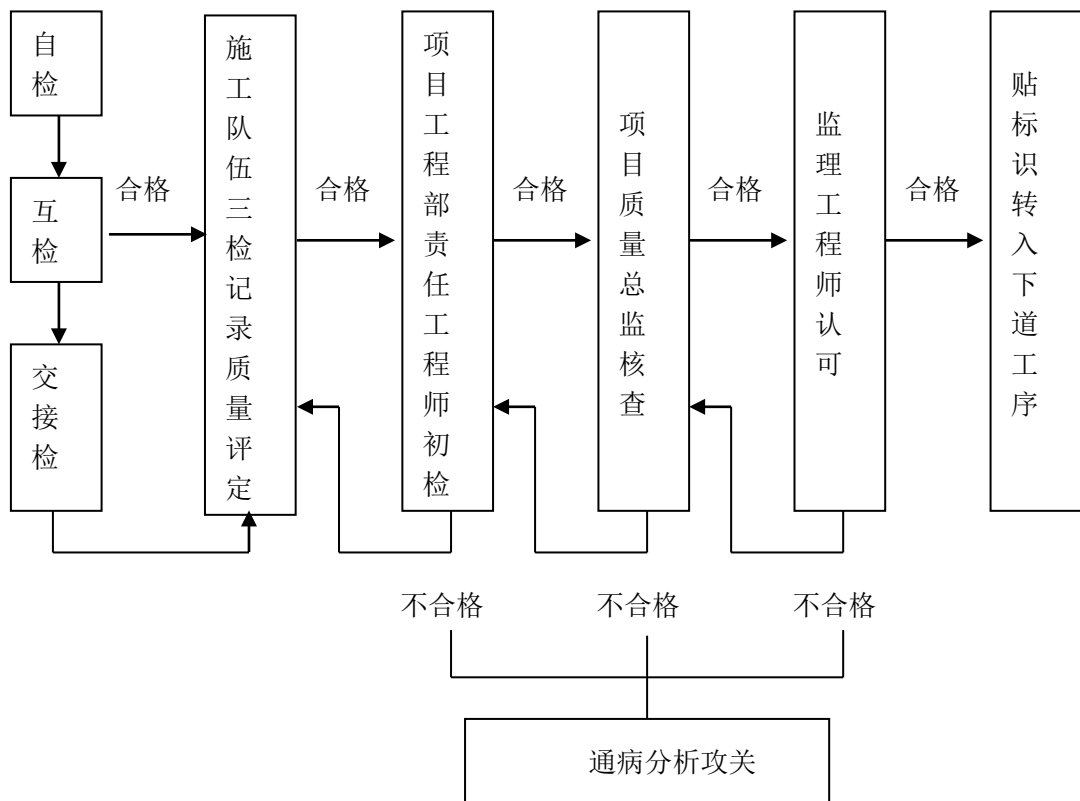 自检
互检
交接检
合格
施工队伍三检记录质量评定
合格
项目工程部责任工程师初检
合格
项目质量总监核查
合格
监理工程师认可
合格
贴标识转入下道工序
不合格
不合格
不合格
通病分析攻关